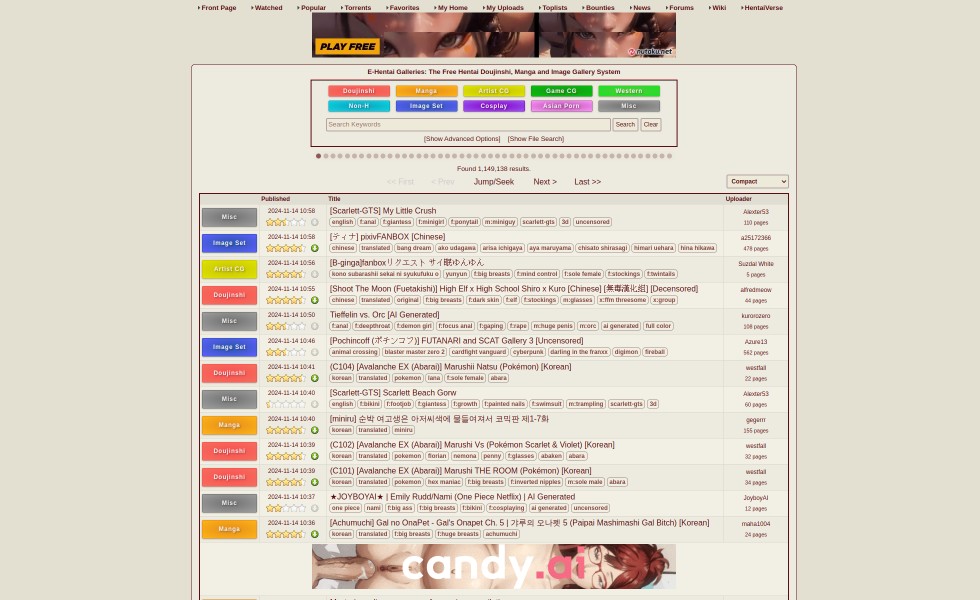 Front Page Watched Popular Torrents Favorites My Home My Uploads Toplists Bounties News Forums Wiki HentaiVerse
PLAY FREE
nutaku.net
E-Hentai Galleries: The Free Hentai Doujinshi, Manga and Image Gallery System
Doujinshi Manga Artist CG Game CG Western
Non-H Image Set Cosplay Asian Porn Misc
Search Keywords Search Clear
[Show Advanced Options] [Show File Search]
Found 1,149,138 results.
<< First < Prev Jump/Seek Next > Last >> Compact
Published Title Uploader
Misc 2024-11-14 10:58 [Scarlett-GTS] My Little Crush Alexter53
english f:anal f:giantess f:minigirl f:ponytail m:miniguy scarlett-gts 3d uncensored 110 pages
Image Set 2024-11-14 10:58 [ティナ] pixivFANBOX [Chinese] a25172366
chinese translated bang dream ako udagawa arisa ichigaya aya maruyama chisato shirasagi himari uehara hina hikawa 478 pages
Artist CG 2024-11-14 10:56 [B-ginga]fanboxリクエスト サイ眠ゆんゆん Suzdal White
kono subarashii sekai ni syukufuku o yunyun f:big breasts f:mind control f:sole female f:stockings f:twintails 5 pages
Doujinshi 2024-11-14 10:55 [Shoot The Moon (Fuetakishi)] High Elf x High School Shiro x Kuro [Chinese] [無毒漢化組] [Decensored] alfredmeow
chinese translated original f:big breasts f:dark skin f:elf f:stockings m:glasses x:ffm threesome x:group 44 pages
Misc 2024-11-14 10:50 Tieffelin vs. Orc [AI Generated] kurorozero
f:anal f:deepthroat f:demon girl f:focus anal f:gaping f:rape m:huge penis m:orc ai generated full color 108 pages
Image Set 2024-11-14 10:46 [Pochincoff (ポチンコフ)] FUTANARI and SCAT Gallery 3 [Uncensored] Azure13
animal crossing blaster master zero 2 cardfight vanguard cyberpunk darling in the franxx digimon fireball 562 pages
Doujinshi 2024-11-14 10:41 (C104) [Avalanche EX (Abarai)] Marushii Natsu (Pokémon) [Korean] westfall
korean translated pokemon lana f:sole female abara 22 pages
Misc 2024-11-14 10:40 [Scarlett-GTS] Scarlett Beach Gorw Alexter53
english f:bikini f:footjob f:giantess f:growth f:painted nails f:swimsuit m:trampling scarlett-gts 3d 60 pages
Manga 2024-11-14 10:40 [miniru] 순박 여고생은 아저씨색에 물들여져서 코믹판 제1-7화 gegerrr
korean translated miniru 155 pages
Doujinshi 2024-11-14 10:39 (C102) [Avalanche EX (Abarai)] Marushi Vs (Pokémon Scarlet & Violet) [Korean] westfall
korean translated pokemon florian nemona penny f:glasses abaken abara 32 pages
Doujinshi 2024-11-14 10:39 (C101) [Avalanche EX (Abarai)] Marushi THE ROOM (Pokémon) [Korean] westfall
korean translated pokemon hex maniac f:big breasts f:inverted nipples m:sole male abara 34 pages
Misc 2024-11-14 10:37 ★JOYBOYAI★ | Emily Rudd/Nami (One Piece Netflix) | AI Generated JoyboyAI
one piece nami f:big ass f:big breasts f:bikini f:cosplaying ai generated uncensored 12 pages
Manga 2024-11-14 10:36 [Achumuchi] Gal no OnaPet - Gal's Onapet Ch. 5 | 갸루의 오나펫 5 (Paipai Mashimashi Gal Bitch) [Korean] maha1004
korean translated f:big breasts f:huge breasts achumuchi 24 pages
candy.ai